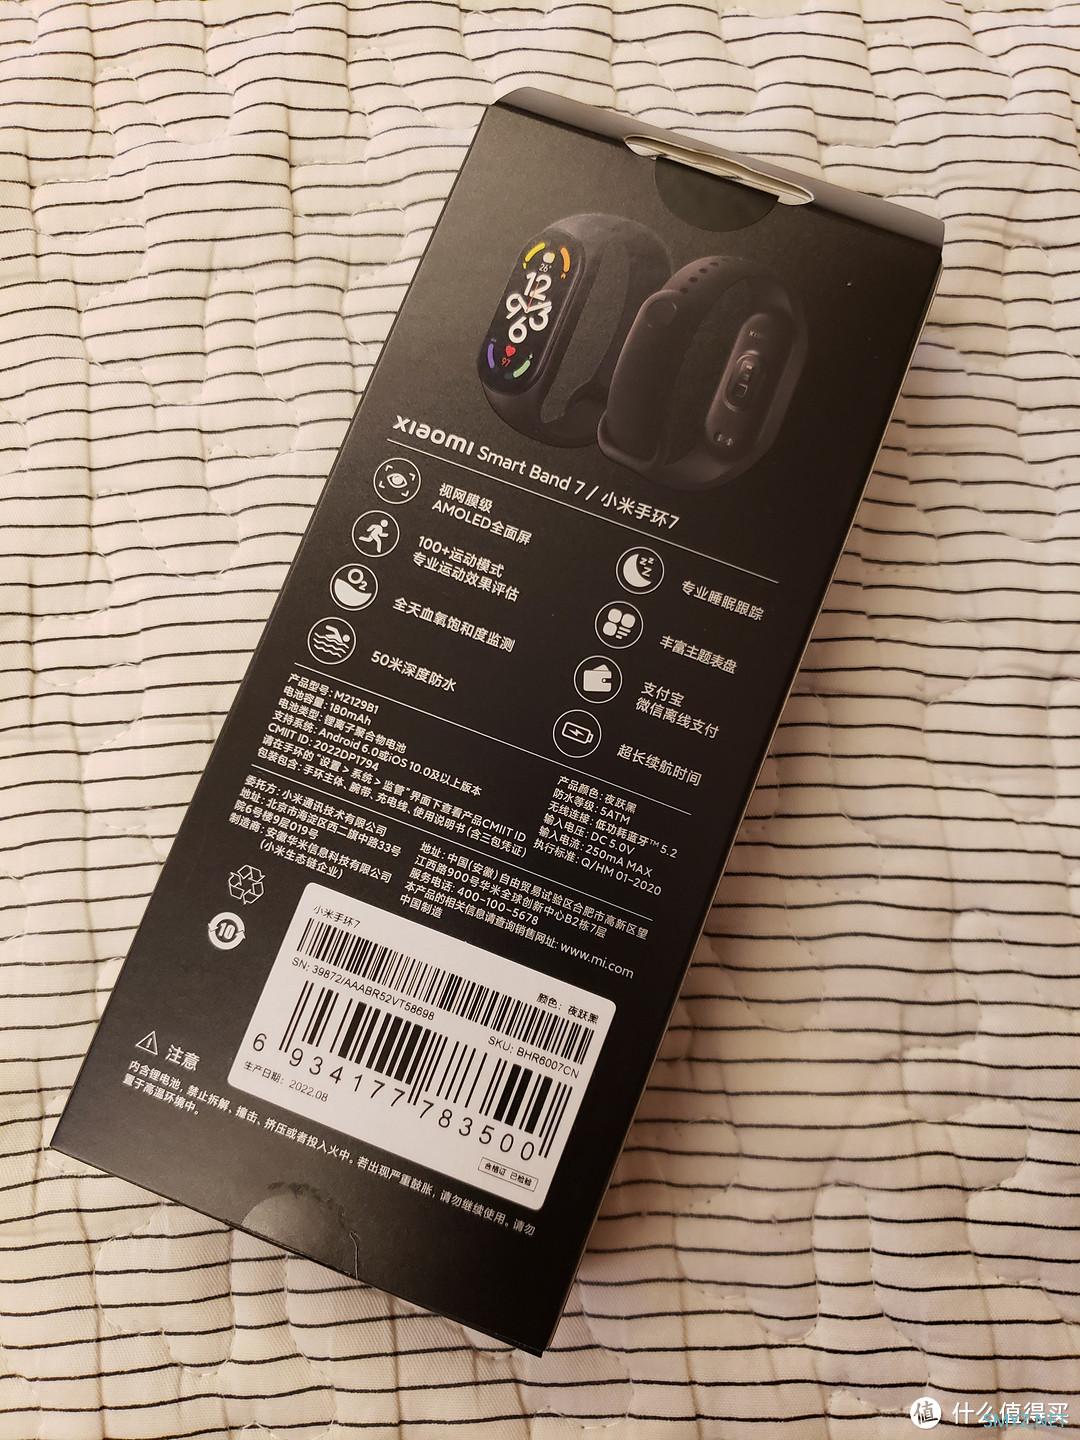 26°
12
9 3
6
97
XIAOMI
xiaomi Smart Band 7 / 小米手环7
视网膜级
AMOLED全面屏
100+运动模式
专业运动效果评估
全天血氧饱和度监测
50米深度防水
专业睡眠跟踪
丰富主题表盘
支付宝
微信离线支付
超长续航时间
产品型号: M2129B1
电池容量: 180mAh
电池类型: 锂离子聚合物电池
支持系统: Android 6.0或iOS 10.0及以上版本
CMIIT ID: 2022DP1794
请在手环的“设置 > 系统 > 监管”界面下查看产品CMIIT ID
包装包含: 手环主体、腕带、充电线、使用说明书 (含三包凭证)
产品颜色: 夜跃黑
防水等级: 5ATM
无线连接: 低功耗蓝牙™ 5.2
输入电压: DC 5.0V
输入电流: 250mA MAX
执行标准: Q/HM 01-2020
委托方: 小米通讯技术有限公司
地址: 北京市海淀区西二旗中路33号
院6号楼9层019号
制造商: 安徽华米信息科技有限公司
(小米生态链企业)
地址: 中国(安徽)自由贸易试验区合肥市高新区望
江西路900号华米全球创新中心B2栋7层
服务电话: 400-100-5678
本产品的相关信息请查询销售网址: www.mi.com
中国制造
10
小米手环7
颜色: 夜跃黑
SN: 39872/AAABR52VT58698
SKU: BHR6007CN
6 934177 783500
生产日期: 2022.08
合格证 已检验
注意
内含锂电池，禁止拆解、撞击、挤压或者投入火中。若出现严重鼓胀，请勿继续使用。请勿
置于高温环境中。
值 什么值得买